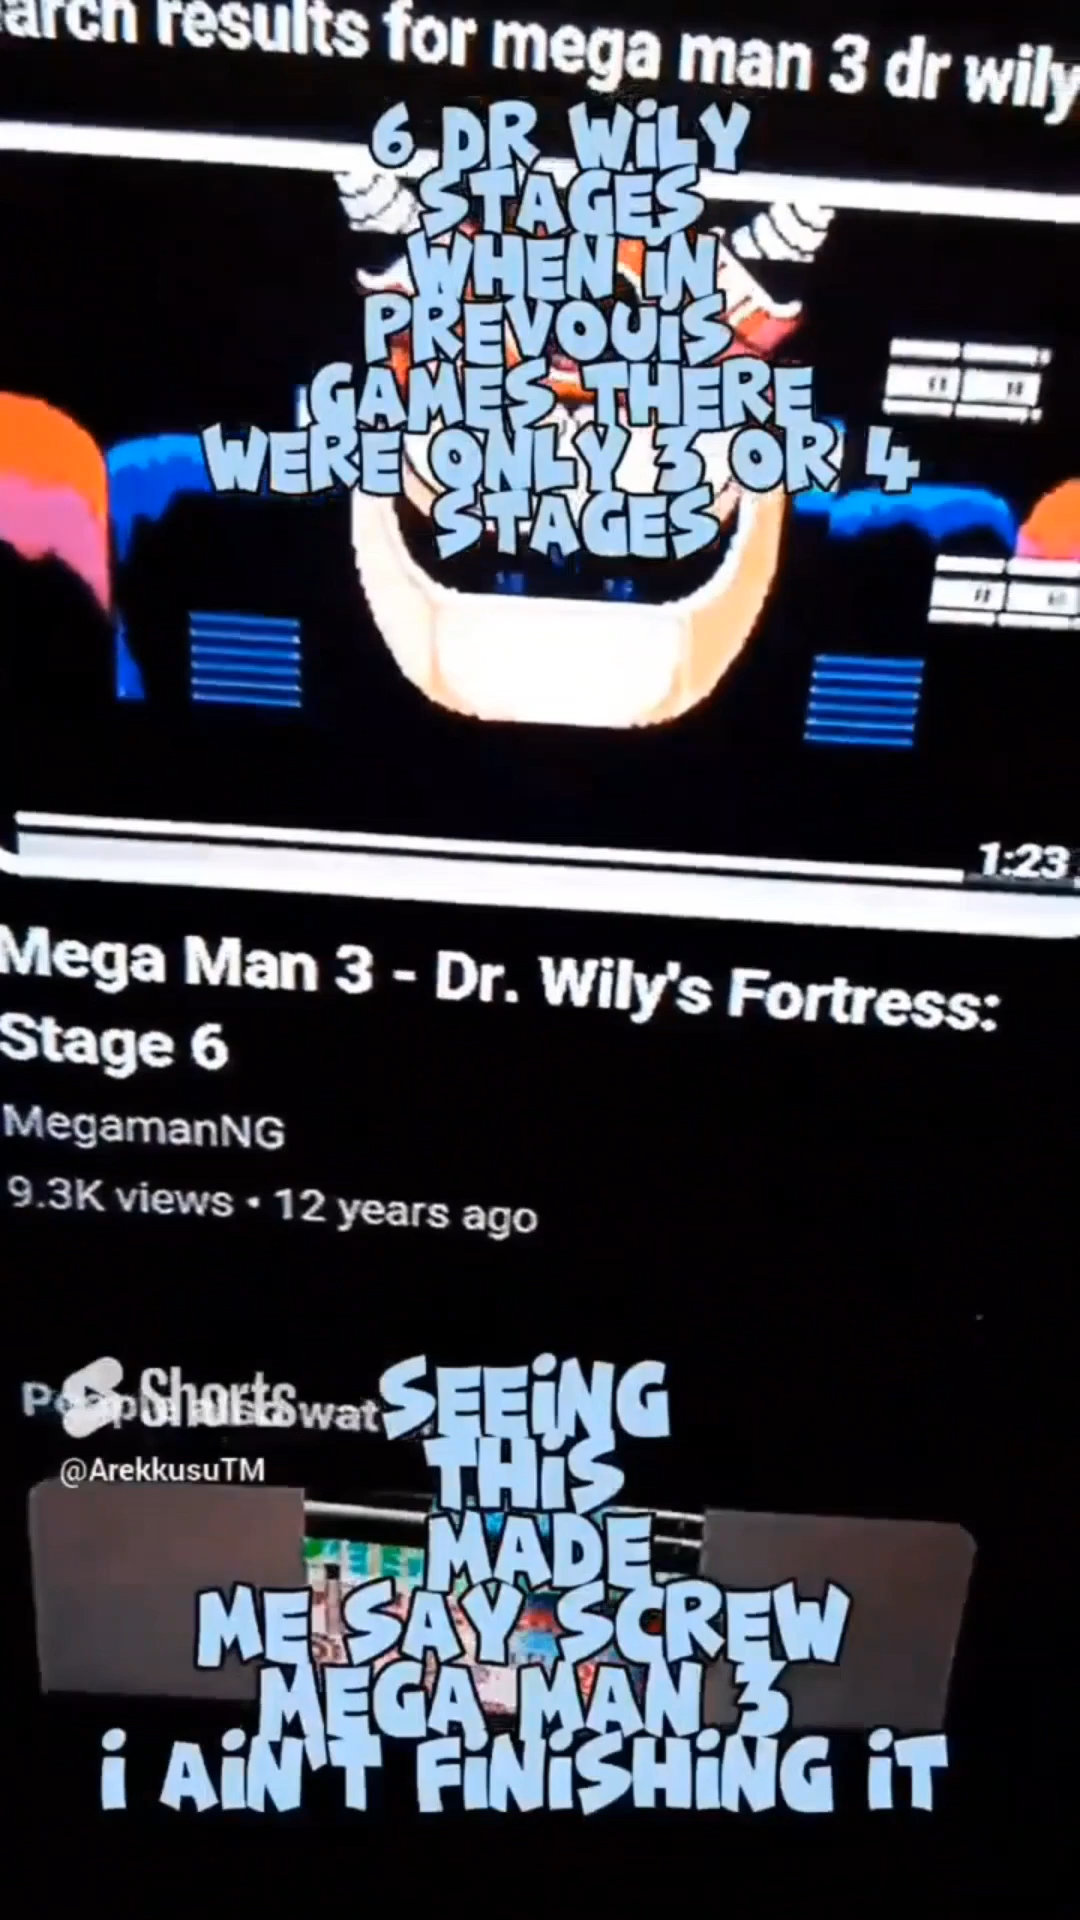 arch results for mega man 3 dr wily
6 DR WiLY
STAGES
WHEN iN
PREVOUiS
GAMES THERE
WERE ONLY 3 OR 4
STAGES
1:23
Mega Man 3 - Dr. Wily's Fortress:
Stage 6
MegamanNG
9.3K views • 12 years ago
Shorts
@ArekkusuTM
SEEiNG
THiS
MADE
ME SAY SCREW
MEGA MAN 3
i AiN'T FiNiSHiNG iT